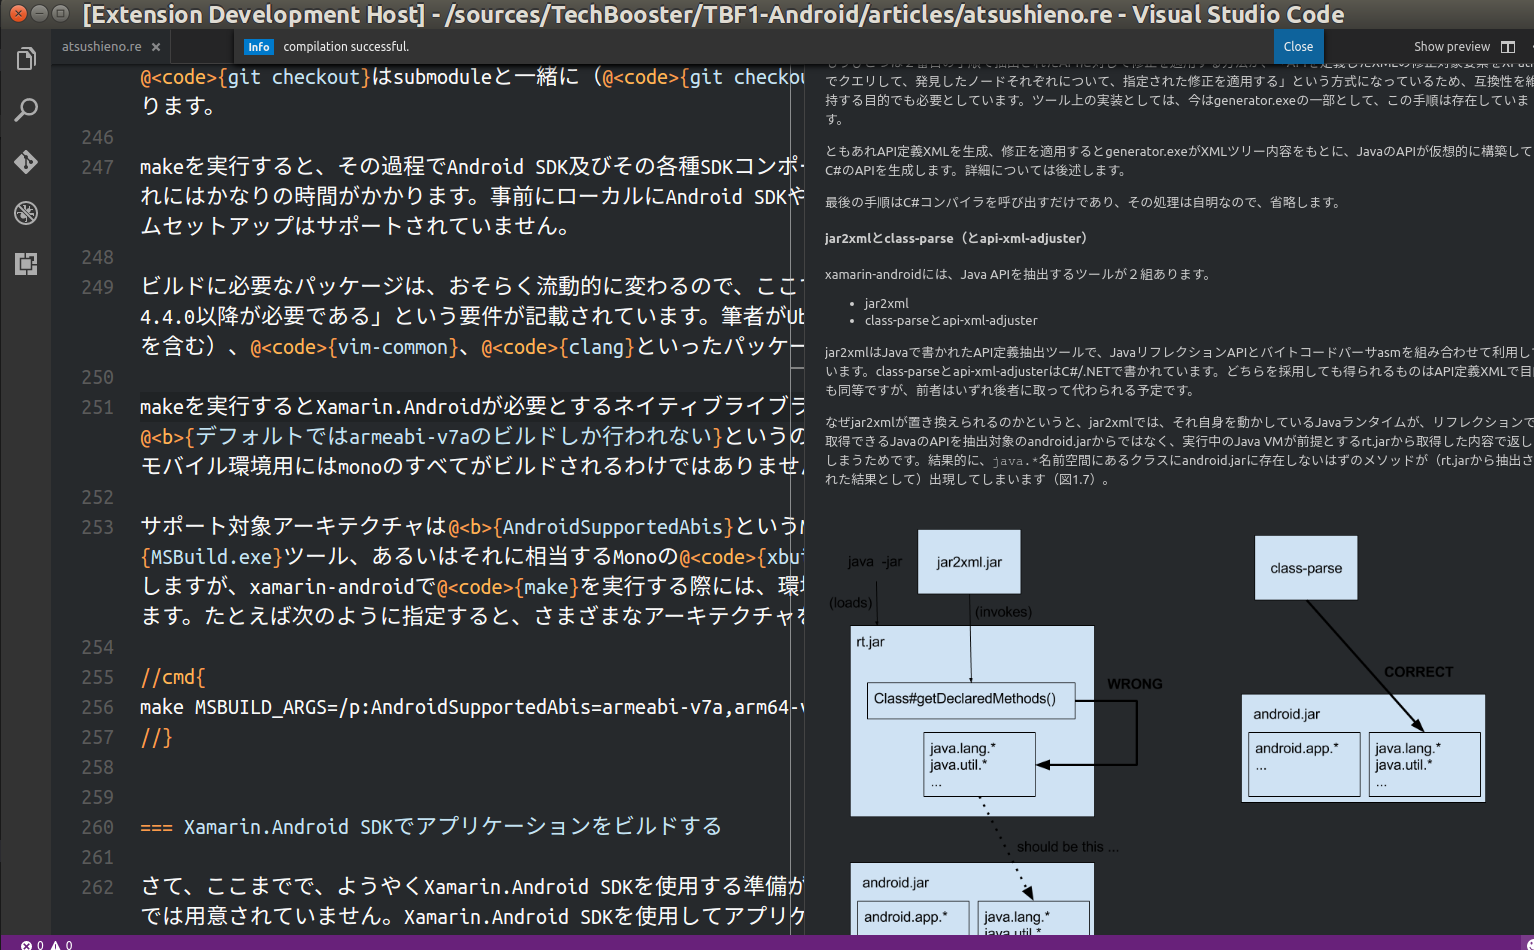 [Extension Development Host] - /sources/TechBooster/TBF1-Android/articles/atsushieno.re - Visual Studio Code
atsushieno.re ×
Info compilation successful.
Close
Show preview
@<code>{git checkout}はsubmoduleと一緒に（@<code>{git checkou
ります。
246
247 makeを実行すると、その過程でAndroid SDK及びその各種SDKコンポー
れにはかなりの時間がかかります。事前にローカルにAndroid SDKや
ムセットアップはサポートされていません。
248
249 ビルドに必要なパッケージは、おそらく流動的に変わるので、ここで
4.4.0以降が必要である」という要件が記載されています。筆者がUb
を含む）、@<code>{vim-common}、@<code>{clang}といったパッケー
250
251 makeを実行するとXamarin.Androidが必要とするネイティブライブラ
@<b>{デフォルトではarmeabi-v7aのビルドしか行われない}というの
モバイル環境用にはmonoのすべてがビルドされるわけではありませ
252
253 サポート対象アーキテクチャは@<b>{AndroidSupportedAbis}という
{MSBuild.exe}ツール、あるいはそれに相当するMonoの@<code>{xbui
しますが、xamarin-androidで@<code>{make}を実行する際には、環
ます。たとえば次のように指定すると、さまざまなアーキテクチャを
254
255 //cmd{
256 make MSBUILD_ARGS=/p:AndroidSupportedAbis=armeabi-v7a,arm64-v
257 //}
258
259
260 === Xamarin.Android SDKでアプリケーションをビルドする
261
262 さて、ここまでで、ようやくXamarin.Android SDKを使用する準備が
では用意されていません。Xamarin.Android SDKを使用してアプリケ
0 0
でクエリして、発見したノードそれぞれについて、指定された修正を適用する」という方式になっているため、互換性を維
持する目的でも必要としています。ツール上の実装としては、今はgenerator.exeの一部として、この手順は存在していま
す。
ともあれAPI定義XMLを生成、修正を適用するとgenerator.exeがXMLツリー内容をもとに、JavaのAPIが仮想的に構築して
C#のAPIを生成します。詳細については後述します。
最後の手順はC#コンパイラを呼び出すだけであり、その処理は自明なので、省略します。
jar2xmlとclass-parse（とapi-xml-adjuster）
xamarin-androidには、Java APIを抽出するツールが２組あります。
• jar2xml
• class-parseとapi-xml-adjuster
jar2xmlはJavaで書かれたAPI定義抽出ツールで、JavaリフレクションAPIとバイトコードパーサasmを組み合わせて利用して
います。class-parseとapi-xml-adjusterはC#/.NETで書かれています。どちらを採用しても得られるものはAPI定義XMLで目的
も同等ですが、前者はいずれ後者に取って代わられる予定です。
なぜjar2xmlが置き換えられるのかというと、jar2xmlでは、それ自身を動かしているJavaランタイムが、リフレクションで
取得できるJavaのAPIを抽出対象のandroid.jarからではなく、実行中のJava VMが前提とするrt.jarから取得した内容で返し
しまうためです。結果的に、java.*名前空間にあるクラスにandroid.jarに存在しないはずのメソッドが（rt.jarから抽出さ
れた結果として）出現してしまいます（図1.7）。
java -jar
jar2xml.jar
(loads)
(invokes)
rt.jar
Class#getDeclaredMethods()
WRONG
java.lang.*
java.util.*
...
should be this ...
android.jar
android.app.*
java.lang.*
java.util.*
class-parse
CORRECT
android.jar
android.app.*
...
java.lang.*
java.util.*
...